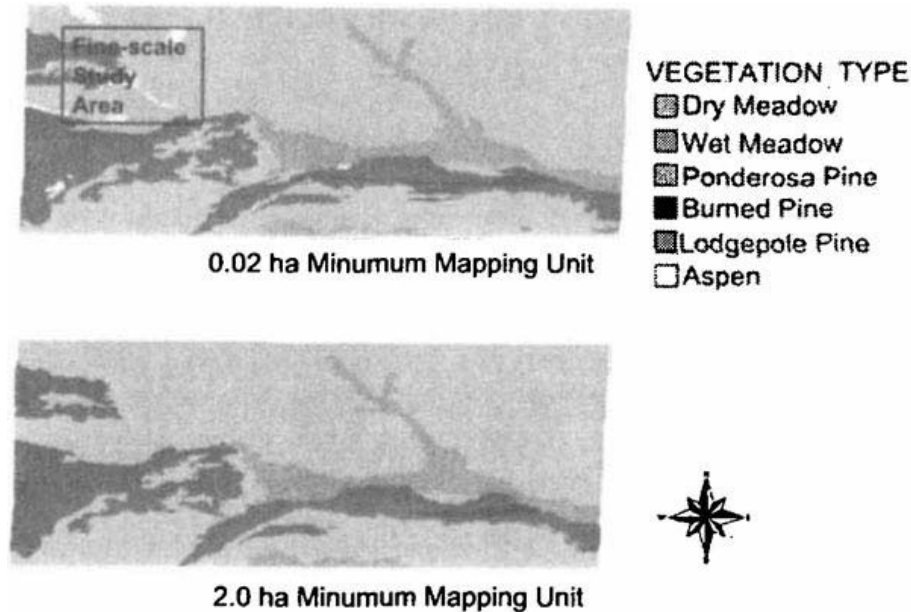 Fine-scale
Study
Area
VEGETATION TYPE
Dry Meadow
Wet Meadow
Ponderosa Pine
Burned Pine
Lodgepole Pine
Aspen
0.02 ha Minumum Mapping Unit
2.0 ha Minumum Mapping Unit